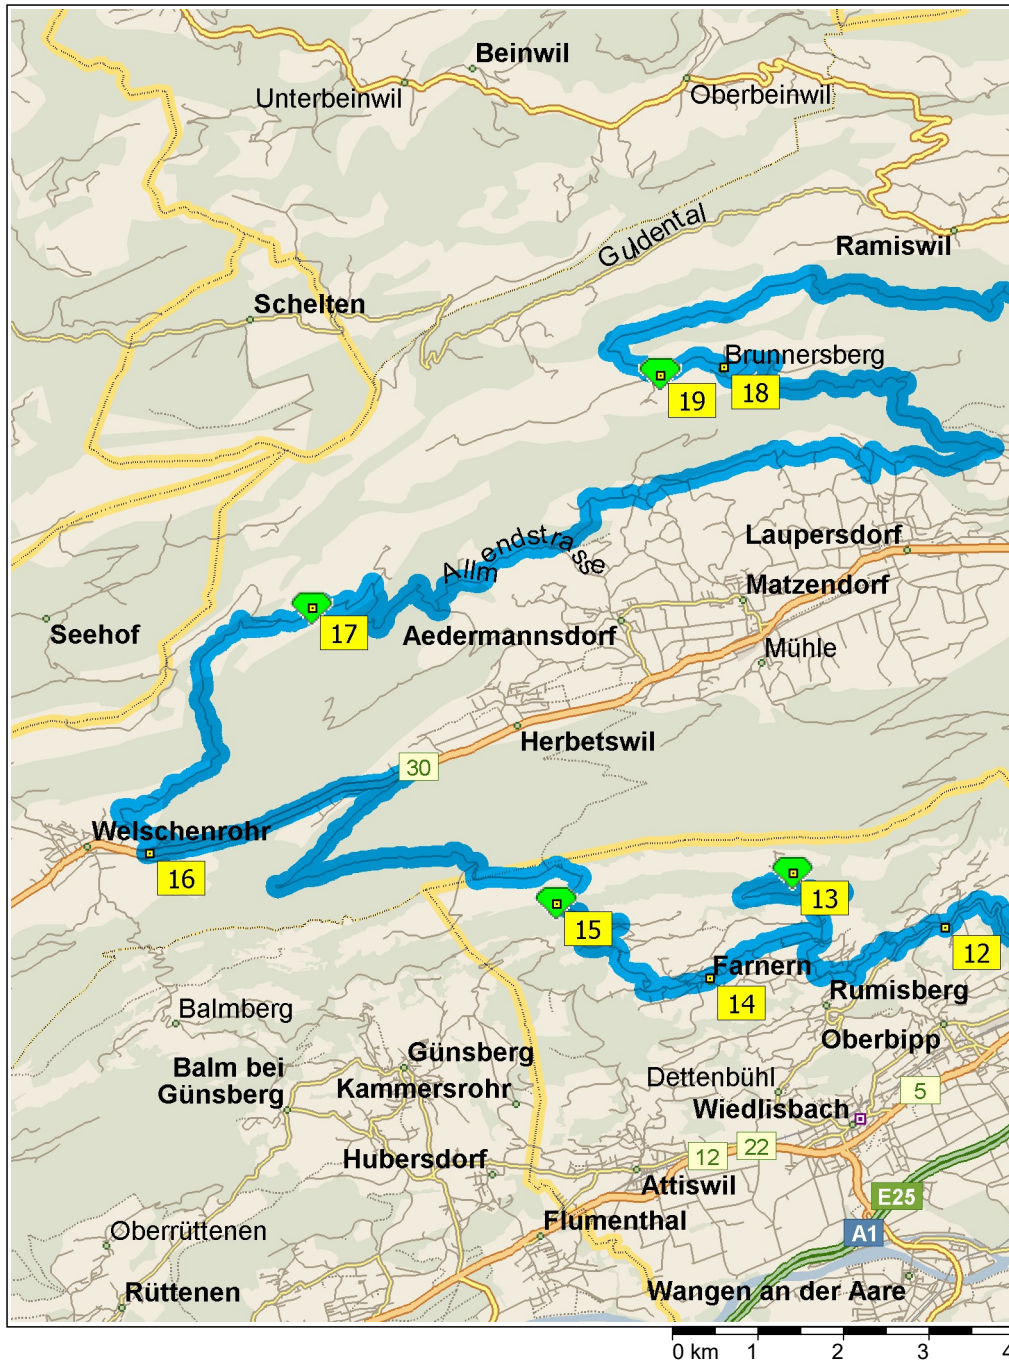 Beinwil
Unterbeinwil
Oberbeinwil
Guldental
Ramiswil
Schelten
Brunnersberg
19
18
Laupersdorf
Allmendstrasse
Matzendorf
Seehof
17
Aedermannsdorf
Mühle
Herbetswil
30
Welschenrohr
16
13
15
12
Farnern
14
Rumisberg
Balmberg
Oberbipp
Günsberg
Balm bei
Günsberg
Kammersrohr
Dettenbühl
5
Wiedlisbach
22
12
Hubersdorf
Attiswil
E25
Flumenthal
A1
Oberrüttenen
Rüttenen
Wangen an der Aare
0 km 1 2 3 4